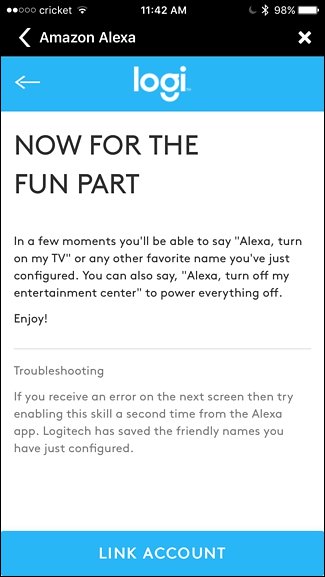 cricket 11:42 AM 98%
Amazon Alexa
logi
NOW FOR THE
FUN PART
In a few moments you'll be able to say "Alexa, turn
on my TV" or any other favorite name you've just
configured. You can also say, "Alexa, turn off my
entertainment center" to power everything off.
Enjoy!
Troubleshooting
If you receive an error on the next screen then try
enabling this skill a second time from the Alexa
app. Logitech has saved the friendly names you
have just configured.
LINK ACCOUNT